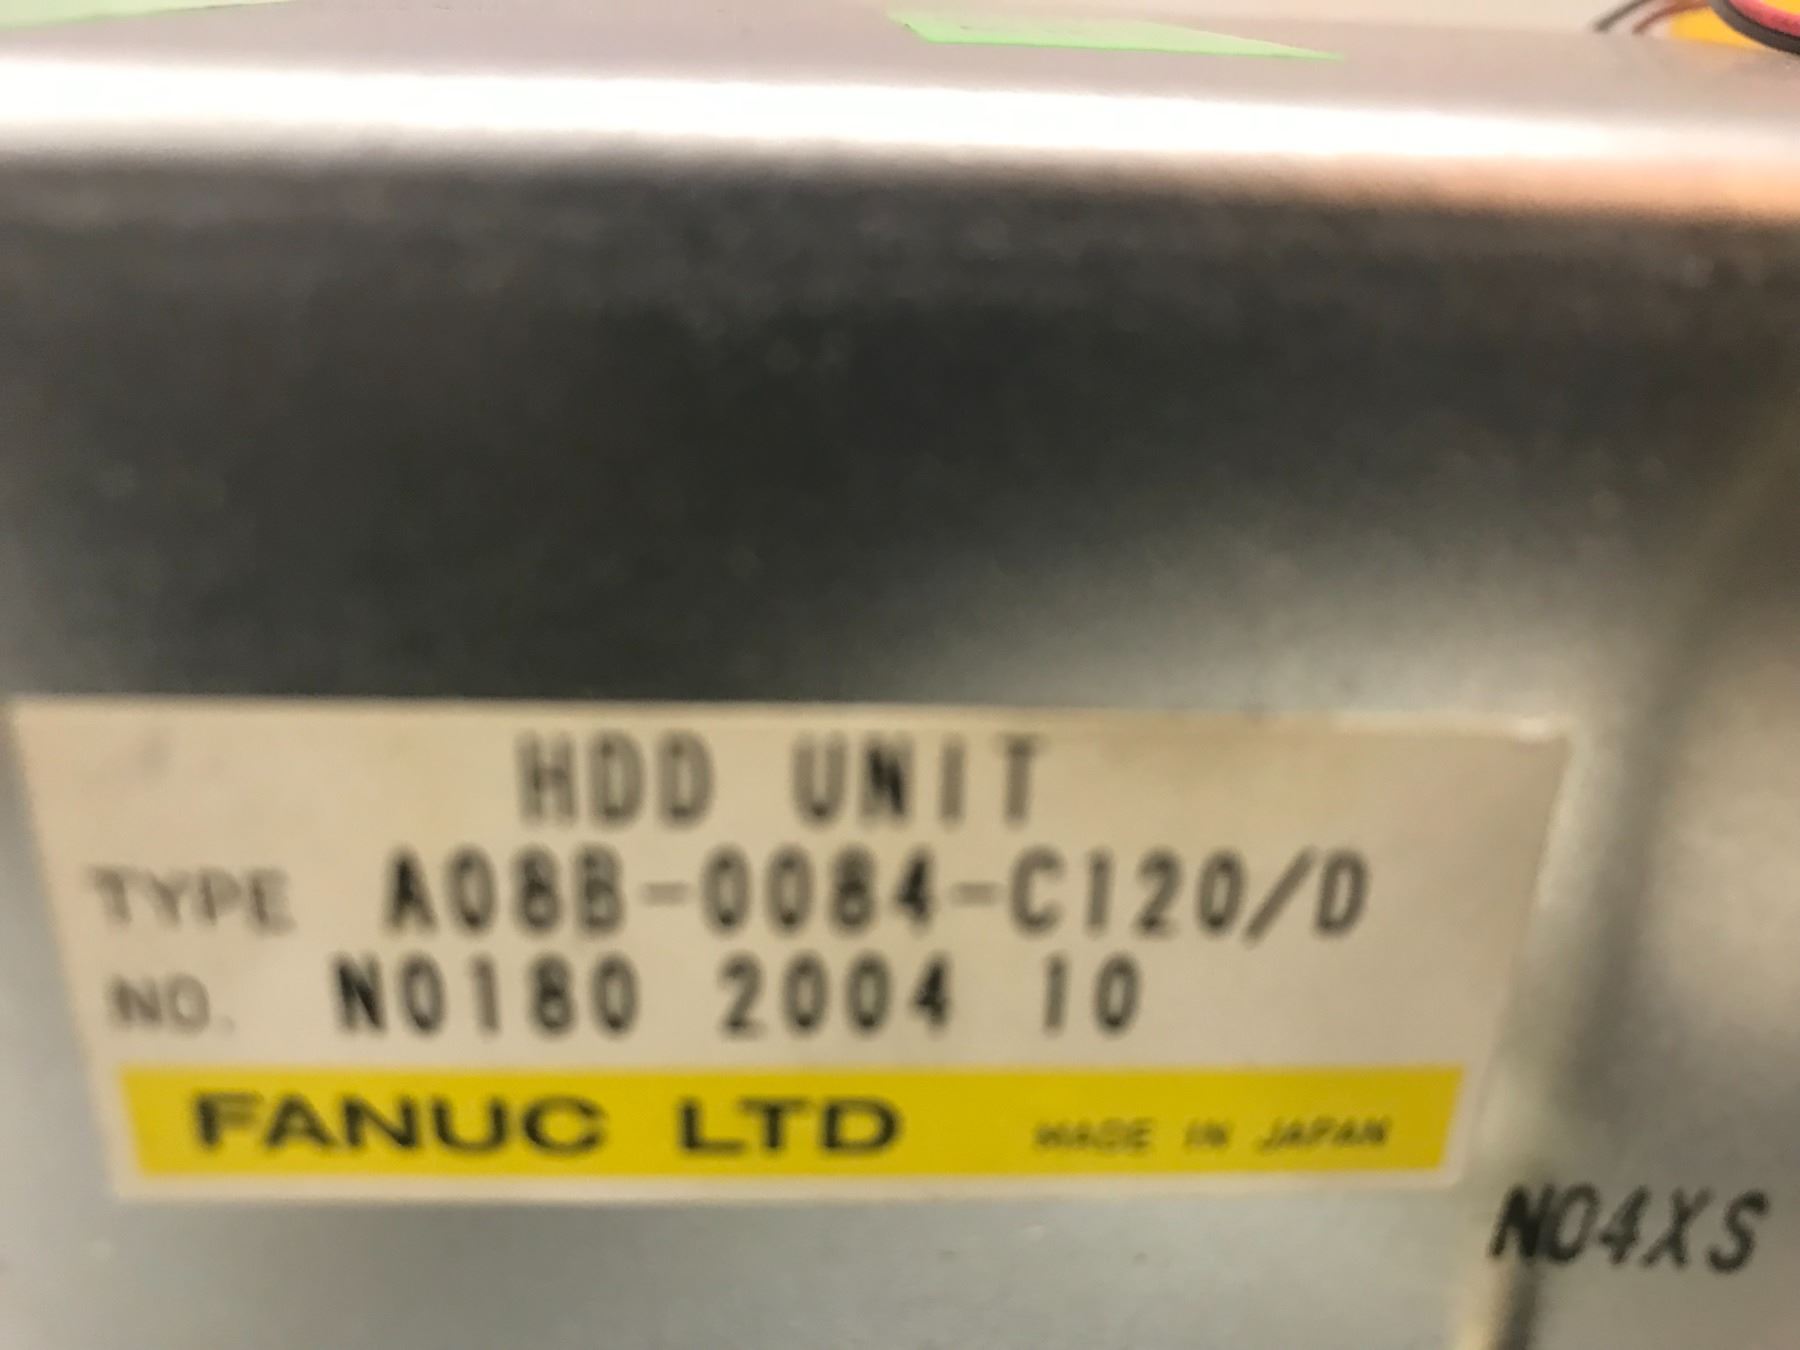 HDD UNIT
TYPE A08B-0084-C120/D
NO. N0180 2004 10
FANUC LTD MADE IN JAPAN
N04XS